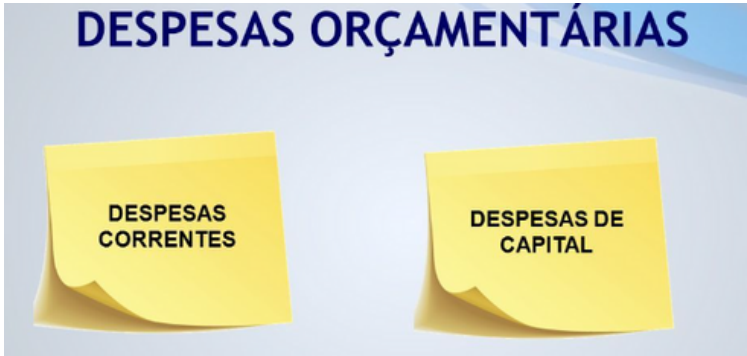 DESPESAS ORÇAMENTÁRIAS
DESPESAS
CORRENTES
DESPESAS DE
CAPITAL